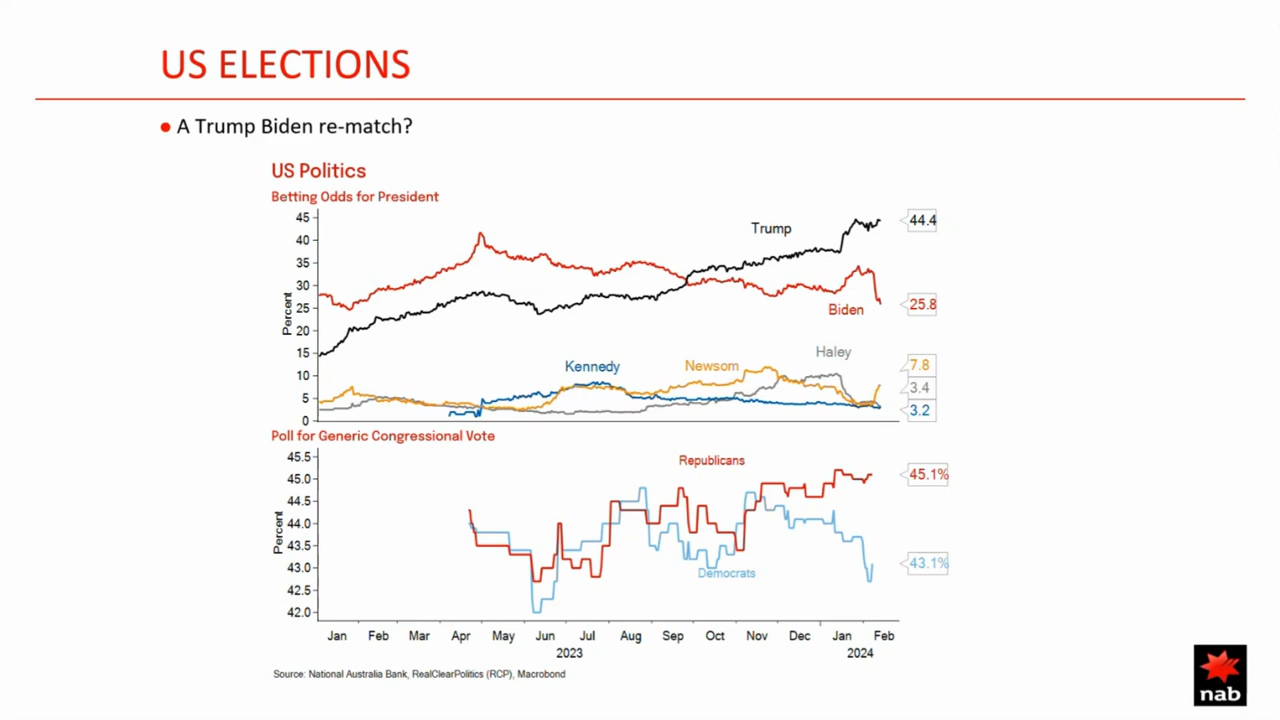 US ELECTIONS
A Trump Biden re-match?
US Politics
Betting Odds for President
45
40
35
30
25
20
15
10
5
0
Percent
Trump
Biden
Kennedy
Newsom
Haley
44.4
25.8
7.8
3.4
3.2
Poll for Generic Congressional Vote
45.5
45.0
44.5
44.0
43.5
43.0
42.5
42.0
Percent
Republicans
Democrats
45.1%
43.1%
Jan Feb Mar Apr May Jun Jul Aug Sep Oct Nov Dec Jan Feb
2023 2024
Source: National Australia Bank, RealClearPolitics (RCP), Macrobond
nab